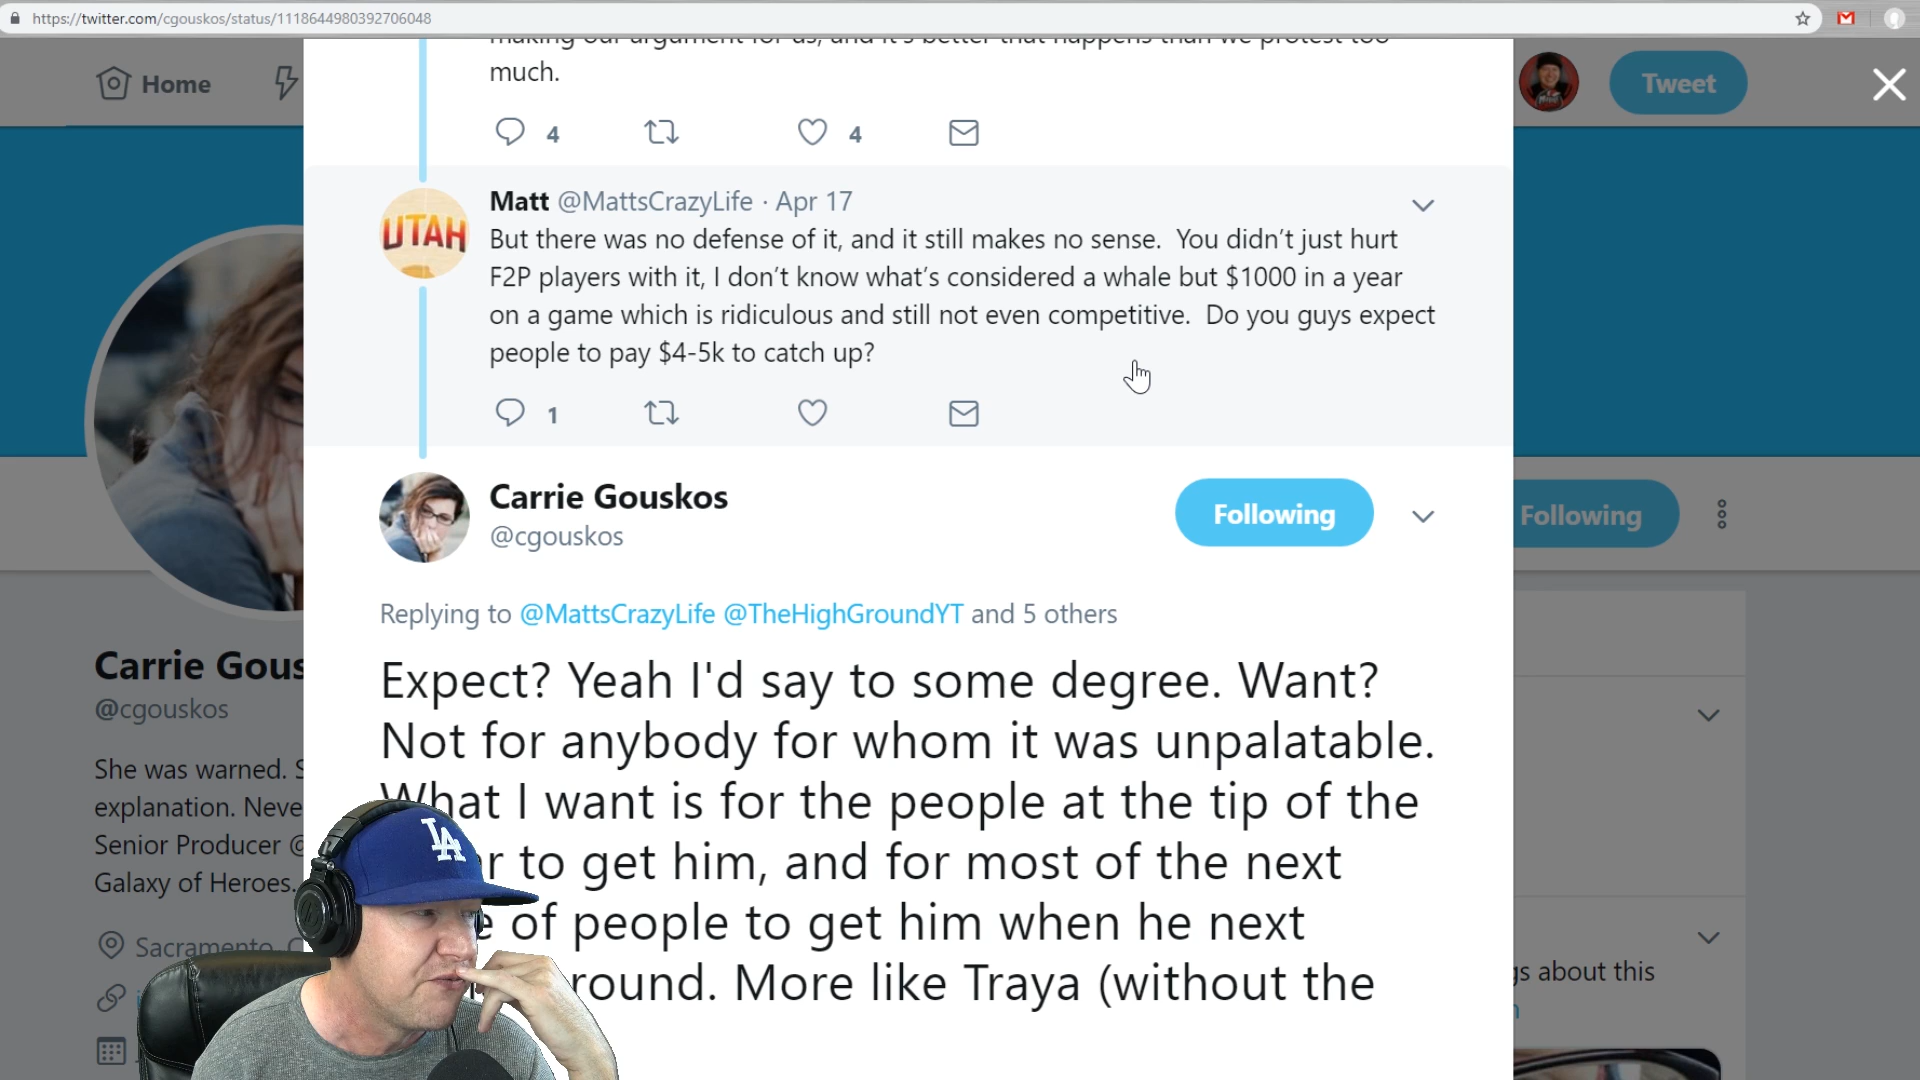 https://twitter.com/cgouskos/status/1118644980392706048
making our argument for us, and it's better that happens than we protest too
Home
much.
Tweet
4
4
Matt @MattsCrazyLife · Apr 17
UTAH
But there was no defense of it, and it still makes no sense. You didn't just hurt
F2P players with it, I don't know what's considered a whale but $1000 in a year
on a game which is ridiculous and still not even competitive. Do you guys expect
people to pay $4-5k to catch up?
1
Carrie Gouskos
@cgouskos
Following
Following
Replying to @MattsCrazyLife @TheHighGroundYT and 5 others
Expect? Yeah I'd say to some degree. Want?
Not for anybody for whom it was unpalatable.
What I want is for the people at the tip of the
to get him, and for most of the next
of people to get him when he next
round. More like Traya (without the
Carrie Gous
@cgouskos
She was warned. S
explanation. Neve
Senior Producer @
Galaxy of Heroes.
Sacramento, C
LA
gs about this